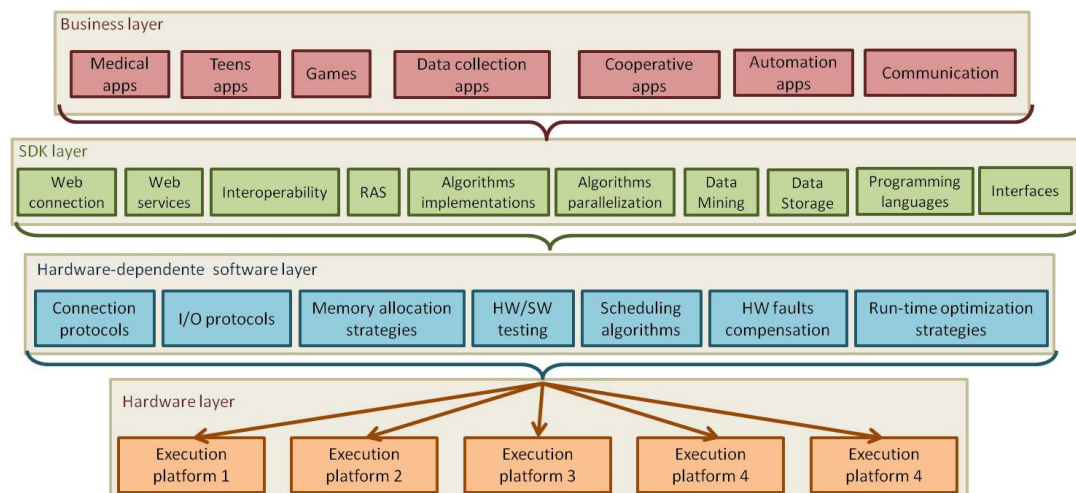 Business layer
Medical
apps
Teens
apps
Games
Data collection
apps
Cooperative
apps
Automation
apps
Communication
SDK layer
Web
connection
Web
services
Interoperability
RAS
Algorithms
implementations
Algorithms
parallelization
Data
Mining
Data
Storage
Programming
languages
Interfaces
Hardware-dependente software layer
Connection
protocols
I/O protocols
Memory allocation
strategies
HW/SW
testing
Scheduling
algorithms
HW faults
compensation
Run-time optimization
strategies
Hardware layer
Execution
platform 1
Execution
platform 2
Execution
platform 3
Execution
platform 4
Execution
platform 4